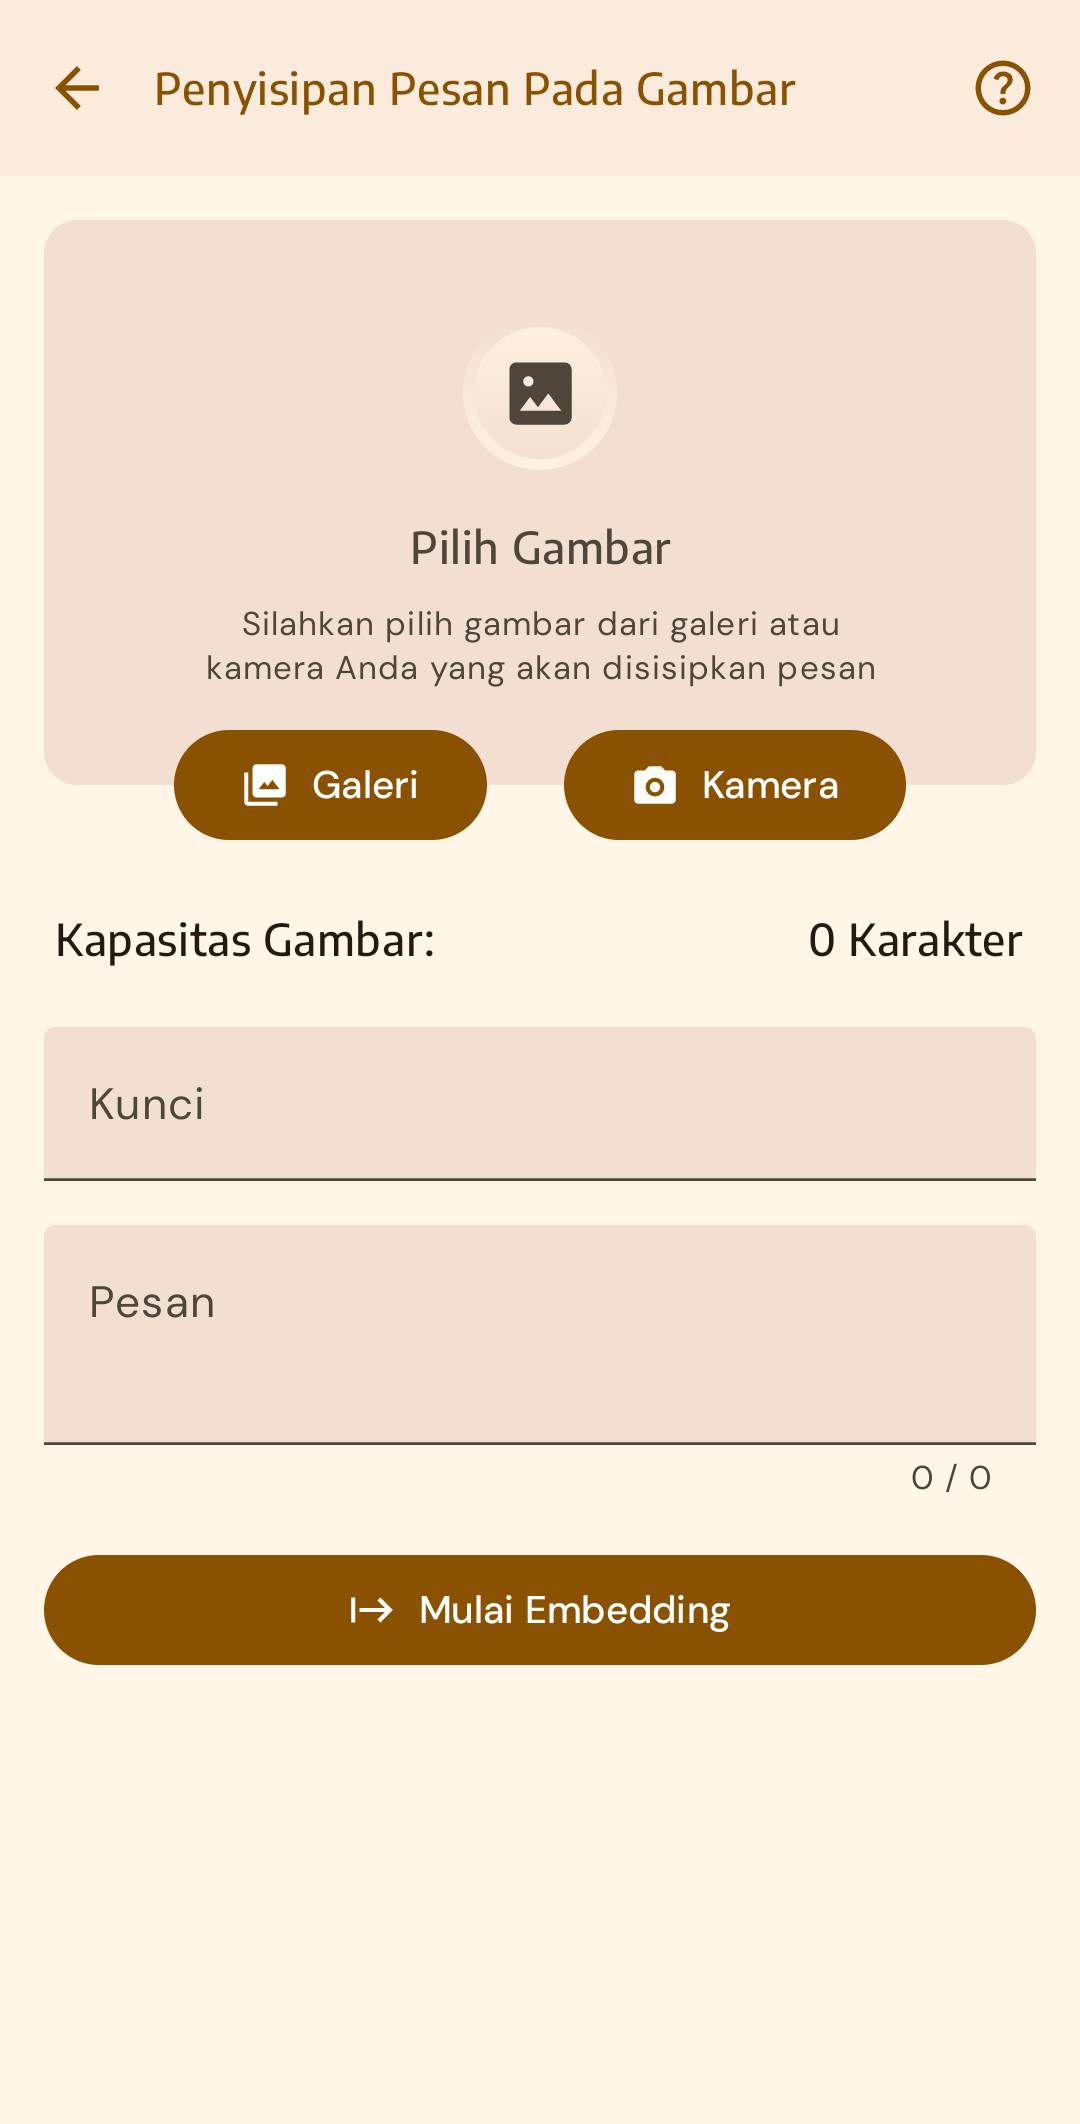 Penyisipan Pesan Pada Gambar
Pilih Gambar
Silahkan pilih gambar dari galeri atau
kamera Anda yang akan disisipkan pesan
Galeri
Kamera
Kapasitas Gambar:
0 Karakter
Kunci
Pesan
0 / 0
Mulai Embedding